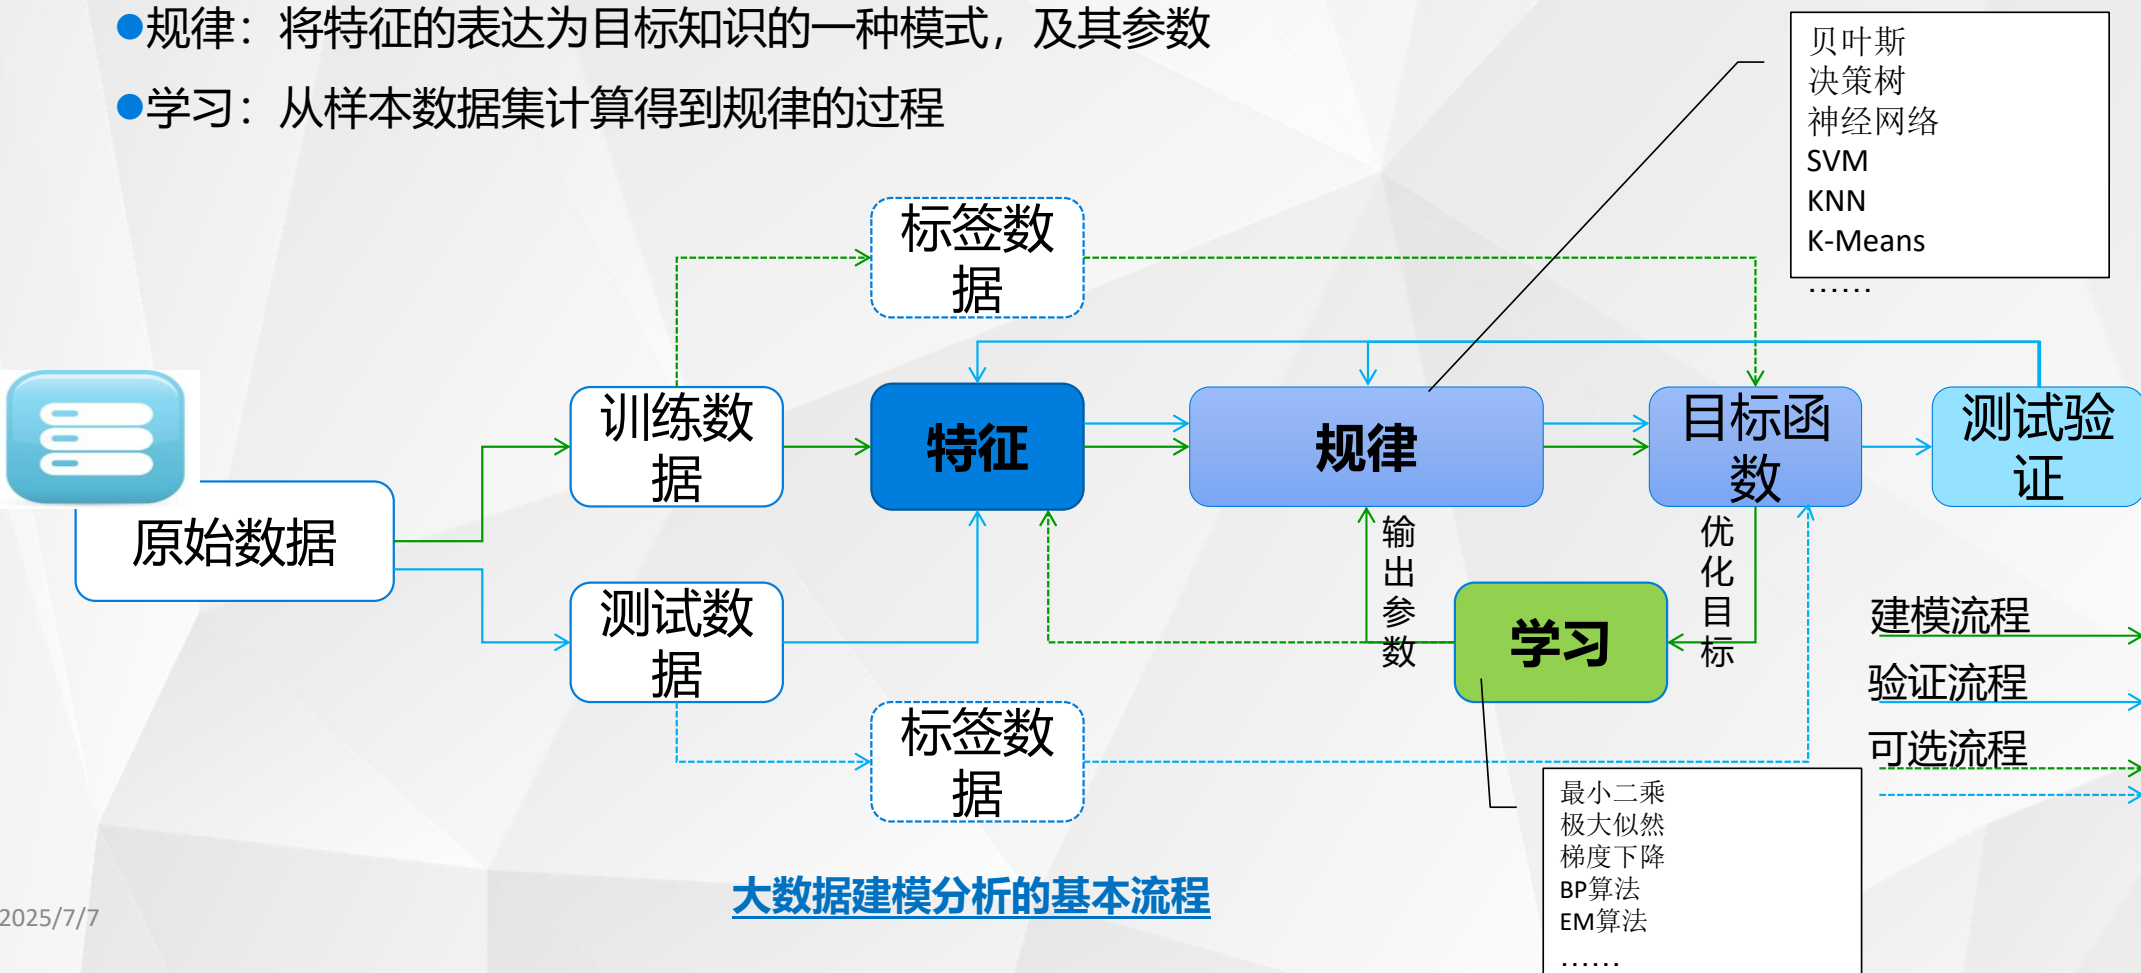 ●规律：将特征的表达为目标知识的一种模式，及其参数
●学习：从样本数据集计算得到规律的过程
贝叶斯
决策树
神经网络
SVM
KNN
K-Means
……
标签数
据
训练数
据
特征
规律
目标函
数
测试验
证
原始数据
输
出
参
数
优
化
目
标
测试数
据
学习
建模流程
验证流程
可选流程
标签数
据
最小二乘
极大似然
梯度下降
BP算法
EM算法
……
大数据建模分析的基本流程
2025/7/7